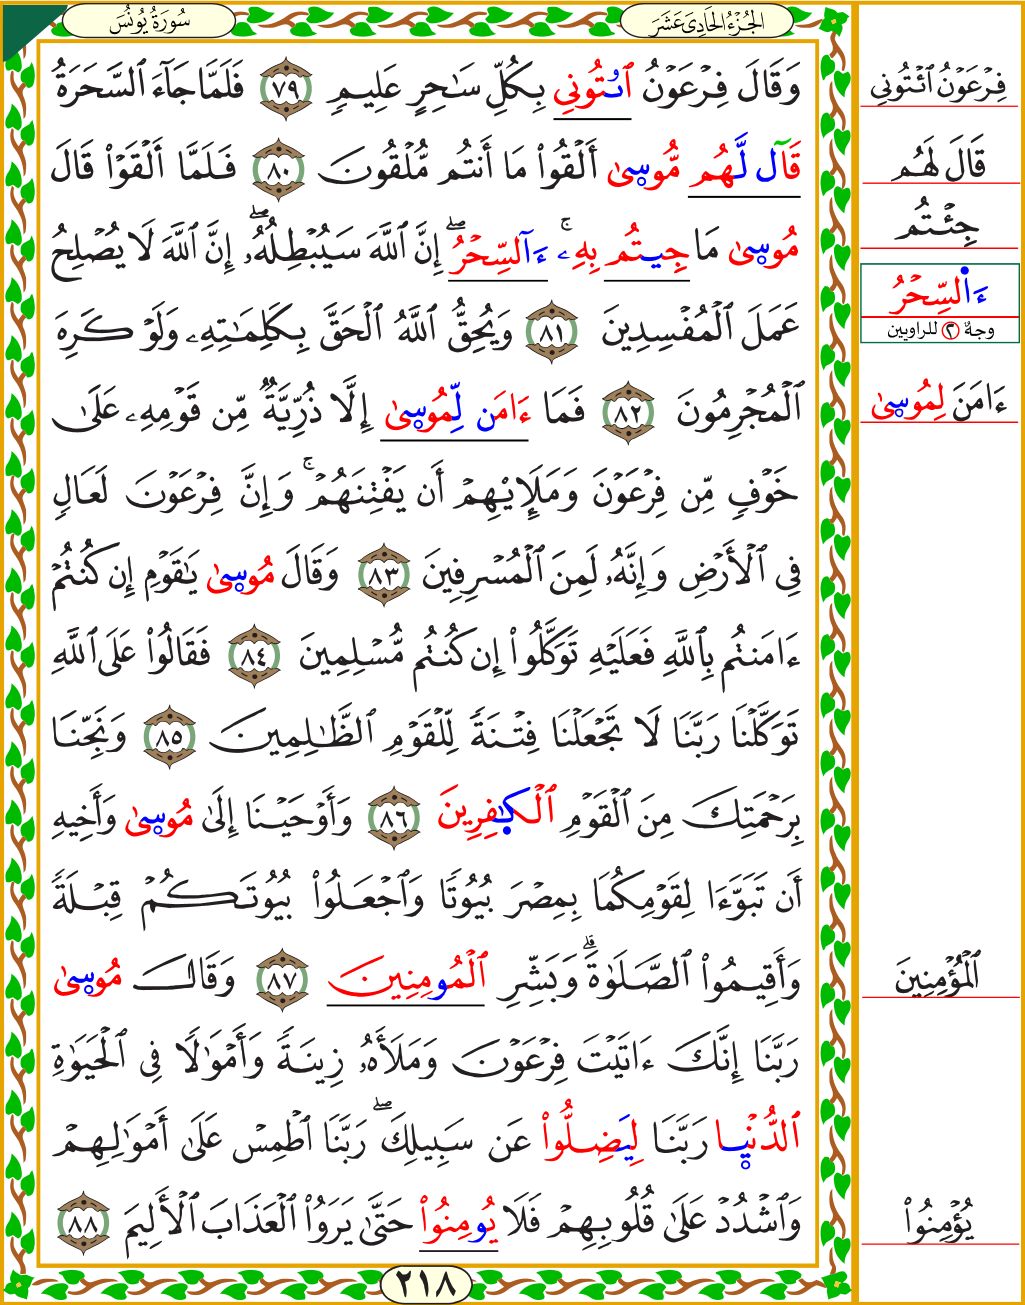 الجُزْءُ الحَادِى عَشَرَ
سُورَةُ يُونُسَ
وَقَالَ فِرْعَوْنُ ٱئْتُونِي بِكُلِّ سَٰحِرٍ عَلِيمٍ ٧٩ فَلَمَّا جَآءَ ٱلسَّحَرَةُ
قَالَ لَّهُم مُّوسَىٰ أَلْقُوا۟ مَا أَنتُم مُّلْقُونَ ٨٠ فَلَمَّا أَلْقَوْا۟ قَالَ
مُوسَىٰ مَا جِيتُم بِهِۦۚ ءَآلسِّحْرُۖ إِنَّ ٱللَّهَ سَيُبْطِلُهُۥۖ إِنَّ ٱللَّهَ لَا يُصْلِحُ
عَمَلَ ٱلْمُفْسِدِينَ ٨١ وَيُحِقُّ ٱللَّهُ ٱلْحَقَّ بِكَلِمَٰتِهِۦ وَلَوْ كَرِهَ
ٱلْمُجْرِمُونَ ٨٢ فَمَا ءَامَن لِّمُوسَىٰ إِلَّا ذُرِّيَّةٌ مِّن قَوْمِهِۦ عَلَىٰ
خَوْفٍ مِّن فِرْعَوْنَ وَمَلَإِيْهِمْ أَن يَفْتِنَهُمْۚ وَإِنَّ فِرْعَوْنَ لَعَالٍ
فِى ٱلْأَرْضِ وَإِنَّهُۥ لَمِنَ ٱلْمُسْرِفِينَ ٨٣ وَقَالَ مُوسَىٰ يَٰقَوْمِ إِن كُنتُمْ
ءَامَنتُم بِٱللَّهِ فَعَلَيْهِ تَوَكَّلُوا۟ إِن كُنتُم مُّسْلِمِينَ ٨٤ فَقَالُوا۟ عَلَى ٱللَّهِ
تَوَكَّلْنَا رَبَّنَا لَا تَجْعَلْنَا فِتْنَةً لِّلْقَوْمِ ٱلظَّٰلِمِينَ ٨٥ وَنَجِّنَا
بِرَحْمَتِكَ مِنَ ٱلْقَوْمِ ٱلْكَٰفِرِينَ ٨٦ وَأَوْحَيْنَا إِلَىٰ مُوسَىٰ وَأَخِيهِ
أَن تَبَوَّءَا لِقَوْمِكُمَا بِمِصْرَ بُيُوتًا وَٱجْعَلُوا۟ بُيُوتَكُمْ قِبْلَةً
وَأَقِيمُوا۟ ٱلصَّلَوٰةَۗ وَبَشِّرِ ٱلْمُومِنِينَ ٨٧ وَقَالَ مُوسَىٰ
رَبَّنَا إِنَّكَ ءَاتَيْتَ فِرْعَوْنَ وَمَلَأَهُۥ زِينَةً وَأَمْوَٰلًا فِى ٱلْحَيَوٰةِ
ٱلدُّنْيَا رَبَّنَا لِيَضِلُّوا۟ عَن سَبِيلِكَۖ رَبَّنَا ٱطْمِسْ عَلَىٰ أَمْوَٰلِهِمْ
وَٱشْدُدْ عَلَىٰ قُلُوبِهِمْ فَلَا يُومِنُوا۟ حَتَّىٰ يَرَوُا۟ ٱلْعَذَابَ ٱلْأَلِيمَ ٨٨
٢١٨
فِرْعَوْنُ ٱئْتُونِي
قَالَ لَهُم
جِئْتُم
ءَالسِّحْرُ
وجهٌ ٢ للراويين
ءَامَنَ لِمُوسَىٰ
ٱلْمُؤْمِنِينَ
يُؤْمِنُوا۟